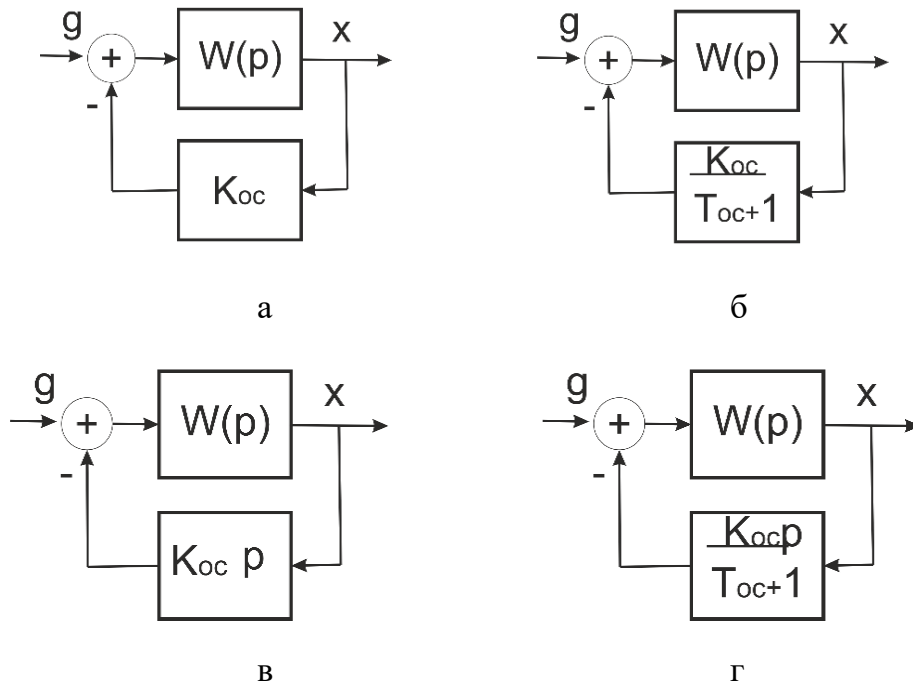 g
x
+
W(p)
-
Kос
а
g
x
+
W(p)
-
Kос
Tос+1
б
g
x
+
W(p)
-
Kос p
в
g
x
+
W(p)
-
Kосp
Tос+1
г